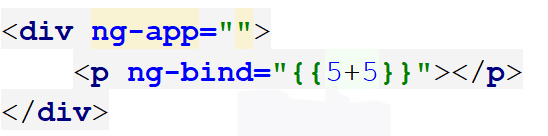 <div ng-app="">
<p ng-bind="{{5+5}}"></p>
</div>